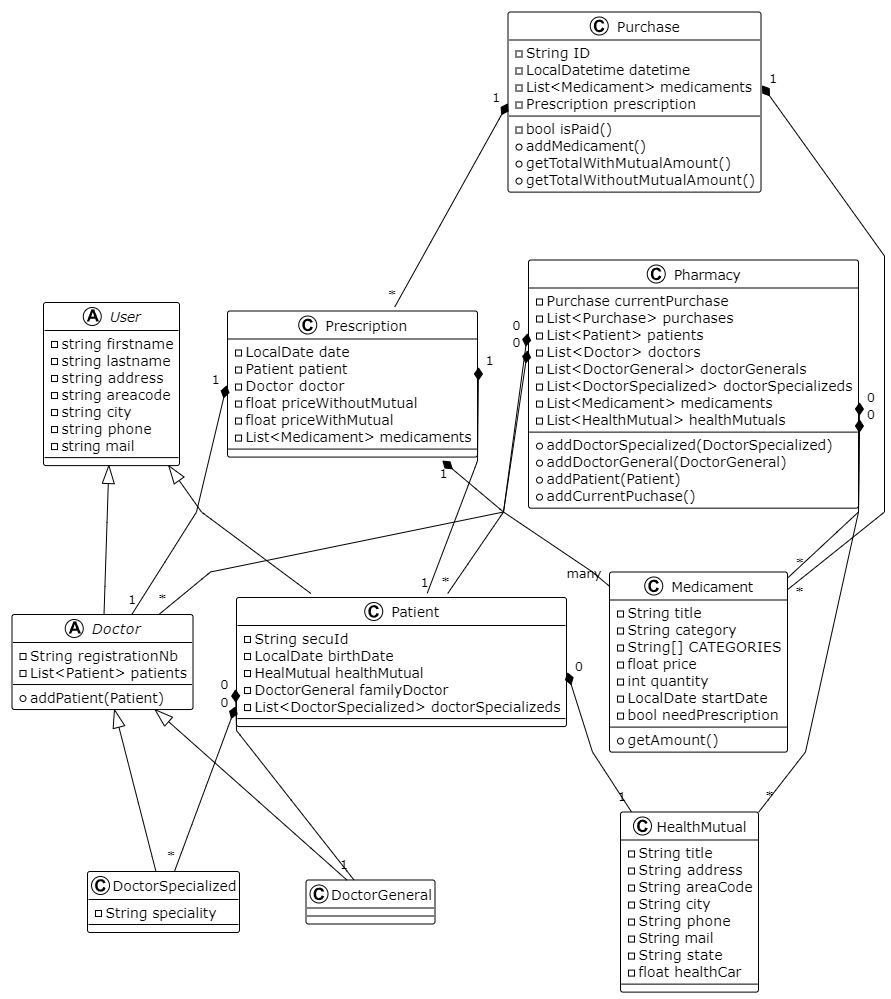 C Purchase
String ID
LocalDatetime datetime
List<Medicament> medicaments
Prescription prescription
bool isPaid()
addMedicament()
getTotalWithMutualAmount()
getTotalWithoutMutualAmount()
1
1
*
C Pharmacy
Purchase currentPurchase
List<Purchase> purchases
List<Patient> patients
List<Doctor> doctors
List<DoctorGeneral> doctorGenerals
List<DoctorSpecialized> doctorSpecializeds
List<Medicament> medicaments
List<HealthMutual> healthMutuals
addDoctorSpecialized(DoctorSpecialized)
addDoctorGeneral(DoctorGeneral)
addPatient(Patient)
addCurrentPuchase()
0
0
0
0
A User
string firstname
string lastname
string address
string areacode
string city
string phone
string mail
C Prescription
LocalDate date
Patient patient
Doctor doctor
float priceWithoutMutual
float priceWithMutual
List<Medicament> medicaments
1
1
1
many
*
*
1
*
1
*
C Medicament
String title
String category
String[] CATEGORIES
float price
int quantity
LocalDate startDate
bool needPrescription
getAmount()
A Doctor
String registrationNb
List<Patient> patients
addPatient(Patient)
C Patient
String secuId
LocalDate birthDate
HealMutual healthMutual
DoctorGeneral familyDoctor
List<DoctorSpecialized> doctorSpecializeds
0
0
0
1
*
*
1
C HealthMutual
String title
String address
String areaCode
String city
String phone
String mail
String state
float healthCar
C DoctorSpecialized
String speciality
C DoctorGeneral